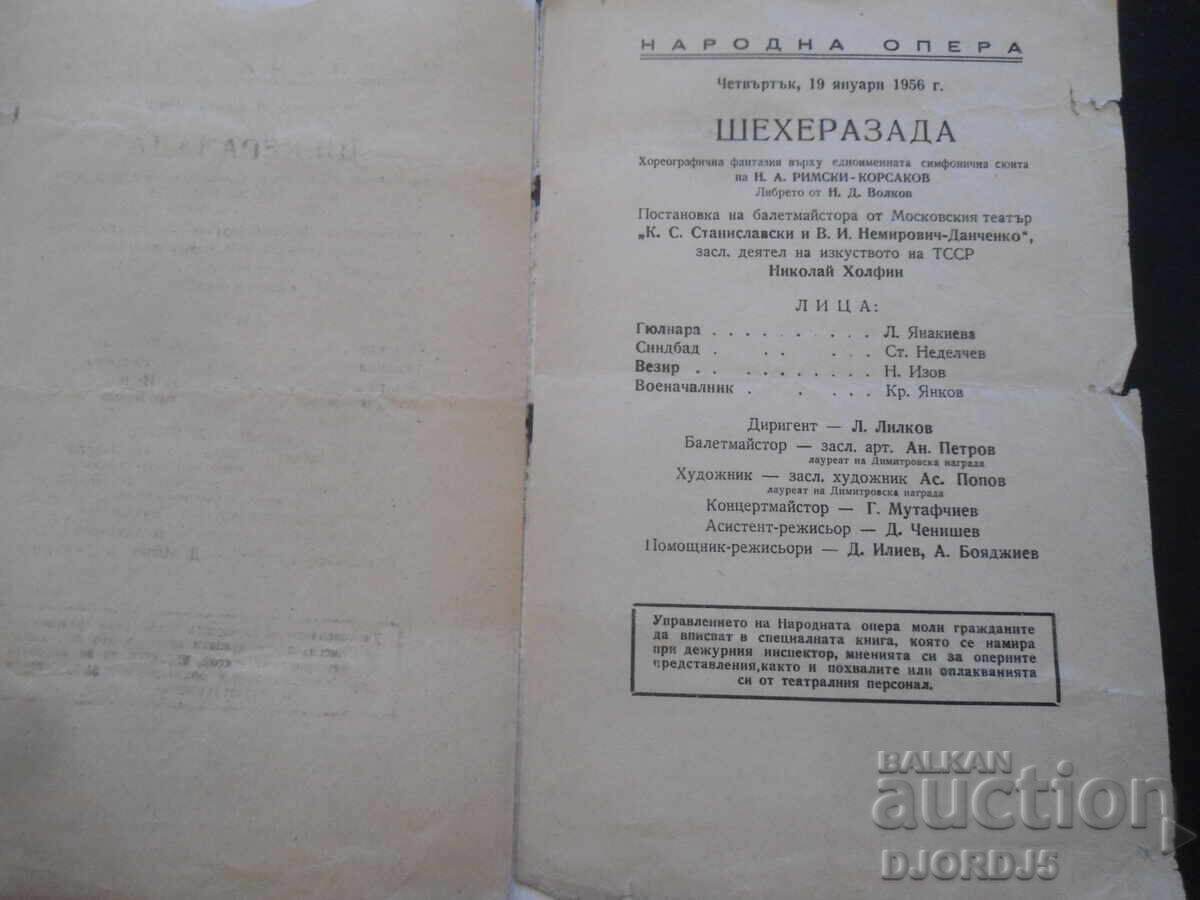 НАРОДНА ОПЕРА
Четвъртък, 19 януари 1956 г.
ШЕХЕРАЗАДА
Хореографична фантазия върху едноименната симфонична сюита
на Н. А. РИМСКИ-КОРСАКОВ
Либрето от Н. Д. Волков
Постановка на балетмайстора от Московския театър
„К. С. Станиславски и В. И. Немирович-Данченко“,
засл. деятел на изкуството на ТССР
Николай Холфин
ЛИЦА:
Гюлнара . . . . . . . . . . Л. Янакиева
Синдбад . . . . . . Ст. Неделчев
Везир . . . . . . . . . . Н. Изов
Военачалник . . . . . . Кр. Янков
Диригент — Л. Лилков
Балетмайстор — засл. арт. Ан. Петров
лауреат на Димитровска награда
Художник — засл. художник Ас. Попов
лауреат на Димитровска награда
Концертмайстор — Г. Мутафчиев
Асистент-режисьор — Д. Ченишев
Помощник-режисьори — Д. Илиев, А. Бояджиев
Управлението на Народната опера моли гражданите
да вписват в специалната книга, която се намира
при дежурния инспектор, мненията си за оперните
представления,както и похвалите или оплакванията
си от театралния персонал.
BALKAN
auction
DJORDJ5